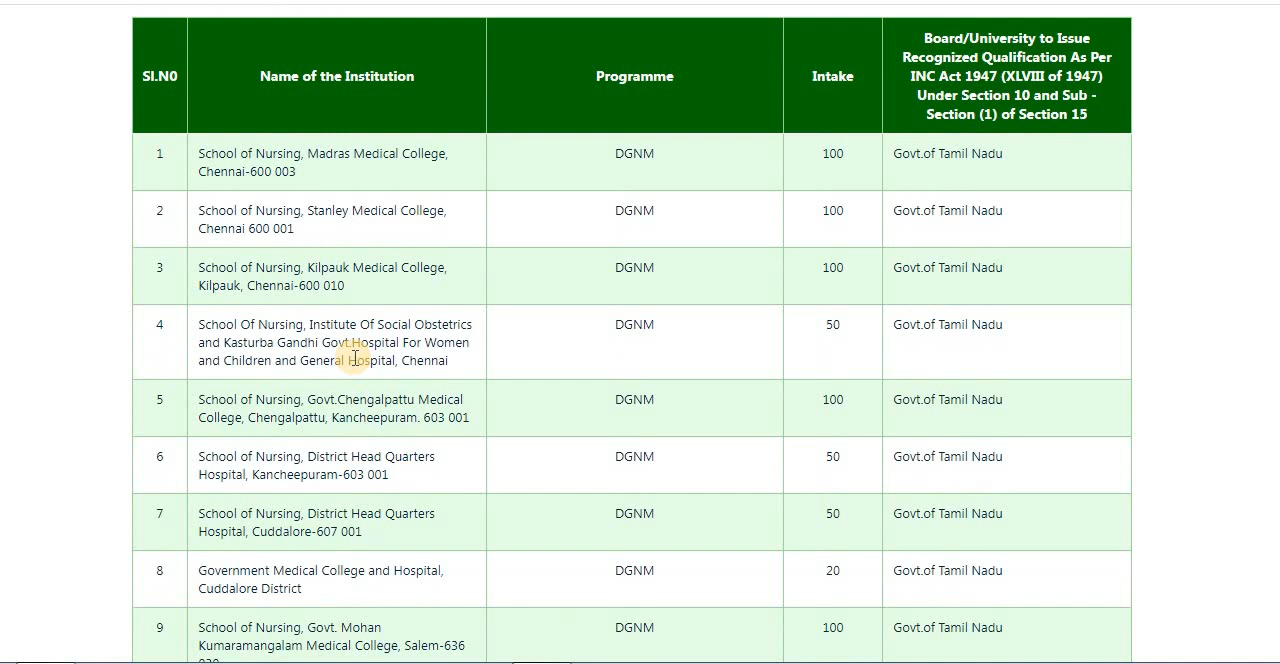 Sl.N0
Name of the Institution
Programme
Intake
Board/University to Issue
Recognized Qualification As Per
INC Act 1947 (XLVIII of 1947)
Under Section 10 and Sub -
Section (1) of Section 15
1
School of Nursing, Madras Medical College,
Chennai-600 003
DGNM
100
Govt.of Tamil Nadu
2
School of Nursing, Stanley Medical College,
Chennai 600 001
DGNM
100
Govt.of Tamil Nadu
3
School of Nursing, Kilpauk Medical College,
Kilpauk, Chennai-600 010
DGNM
100
Govt.of Tamil Nadu
4
School Of Nursing, Institute Of Social Obstetrics
and Kasturba Gandhi Govt.Hospital For Women
and Children and General Hospital, Chennai
DGNM
50
Govt.of Tamil Nadu
5
School of Nursing, Govt.Chengalpattu Medical
College, Chengalpattu, Kancheepuram. 603 001
DGNM
100
Govt.of Tamil Nadu
6
School of Nursing, District Head Quarters
Hospital, Kancheepuram-603 001
DGNM
50
Govt.of Tamil Nadu
7
School of Nursing, District Head Quarters
Hospital, Cuddalore-607 001
DGNM
50
Govt.of Tamil Nadu
8
Government Medical College and Hospital,
Cuddalore District
DGNM
20
Govt.of Tamil Nadu
9
School of Nursing, Govt. Mohan
Kumaramangalam Medical College, Salem-636
DGNM
100
Govt.of Tamil Nadu